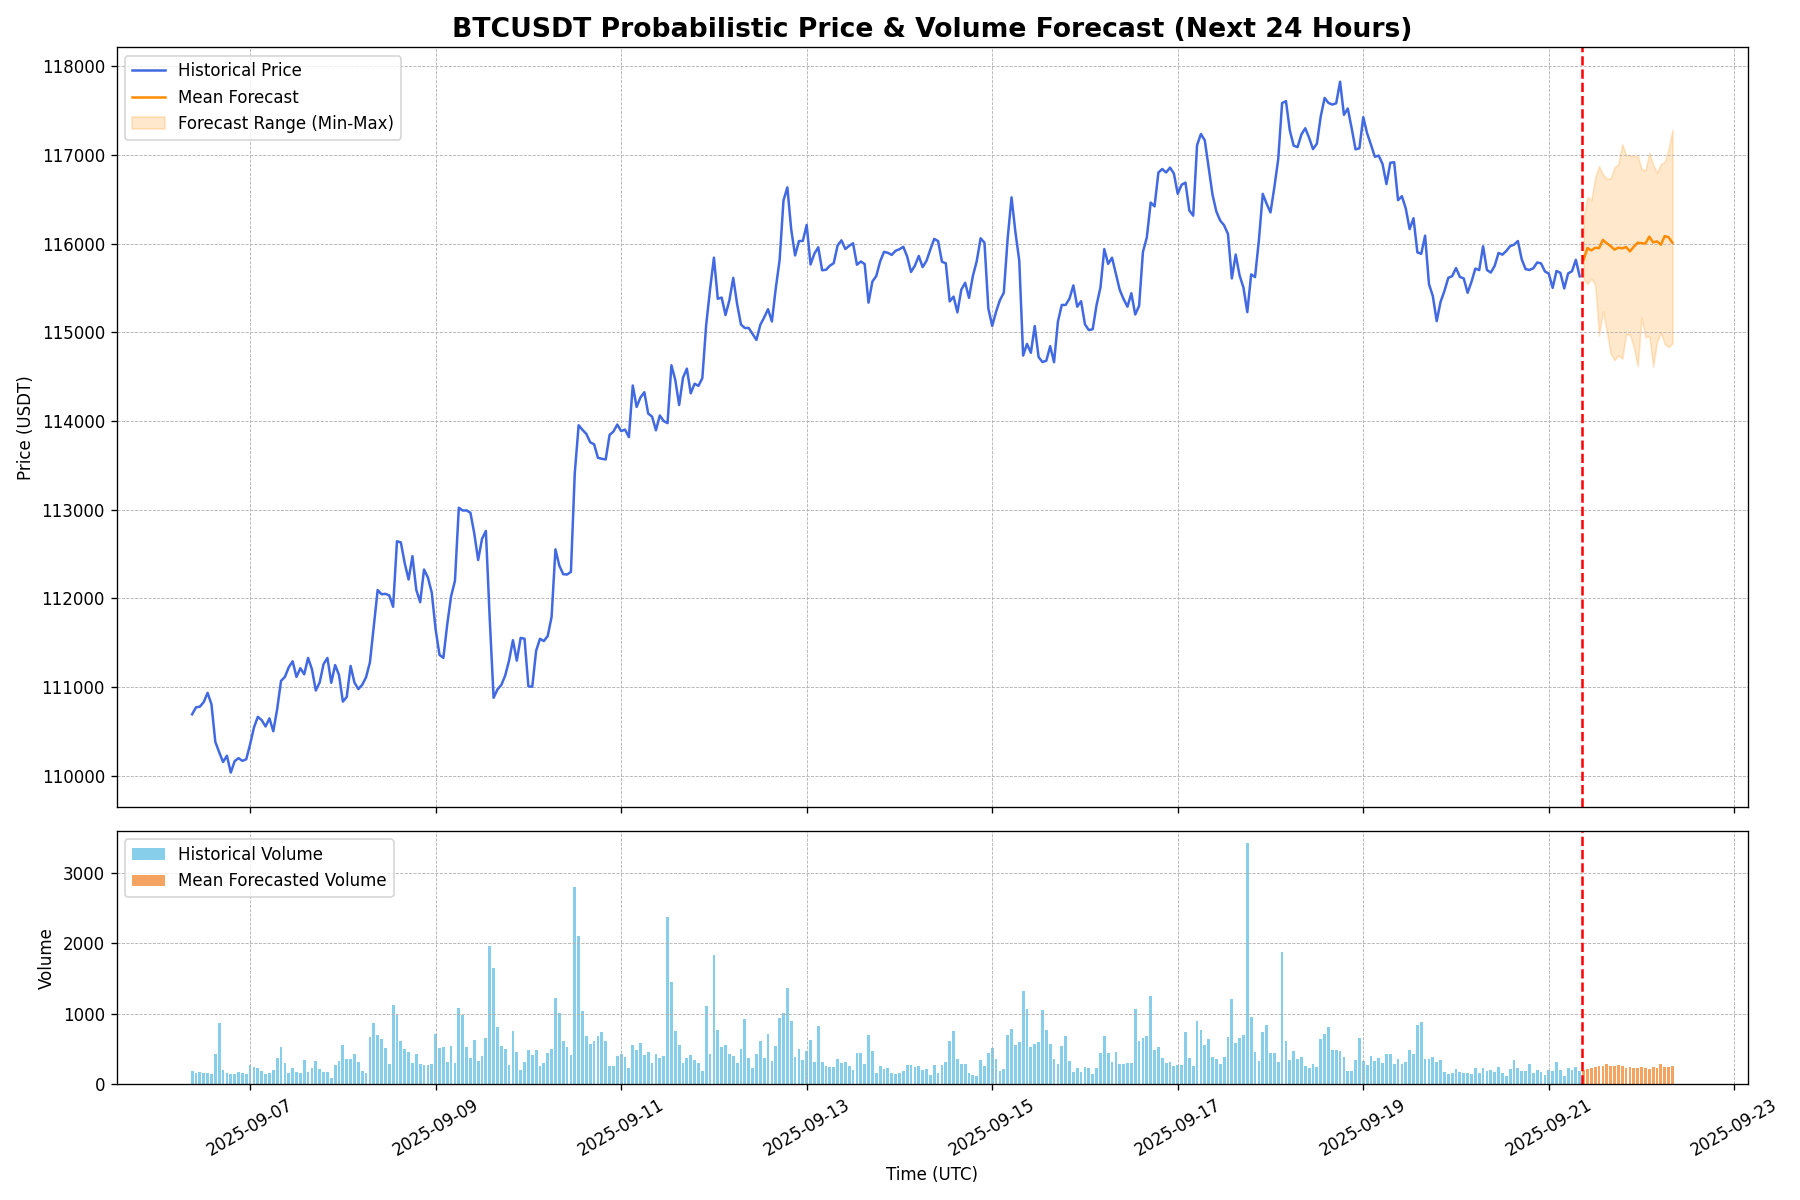 BTCUSDT Probabilistic Price & Volume Forecast (Next 24 Hours)
Historical Price
Mean Forecast
Forecast Range (Min-Max)
118000
117000
116000
115000
114000
113000
112000
111000
110000
Price (USDT)
Historical Volume
Mean Forecasted Volume
3000
2000
1000
0
Volume
2025-09-07
2025-09-09
2025-09-11
2025-09-13
2025-09-15
2025-09-17
2025-09-19
2025-09-21
2025-09-23
Time (UTC)